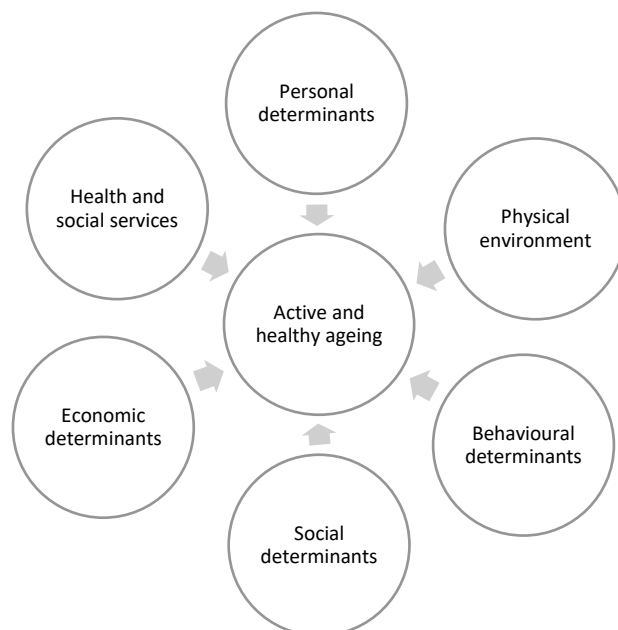 Personal
determinants
Health and
social services
Physical
environment
Active and
healthy ageing
Economic
determinants
Behavioural
determinants
Social
determinants